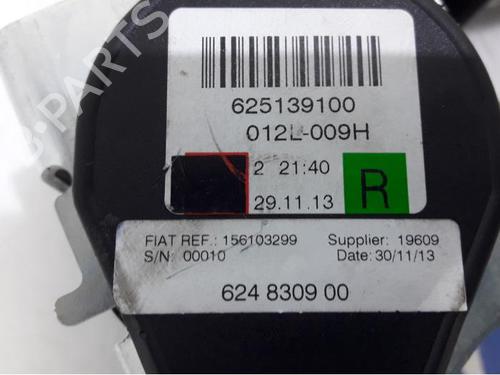 625139100
012L-009H
2 21:40
R
29.11.13
FIAT REF.: 156103299 Supplier: 19609
S/N: 00010 Date: 30/11/13
624 8309 00
B PARTS